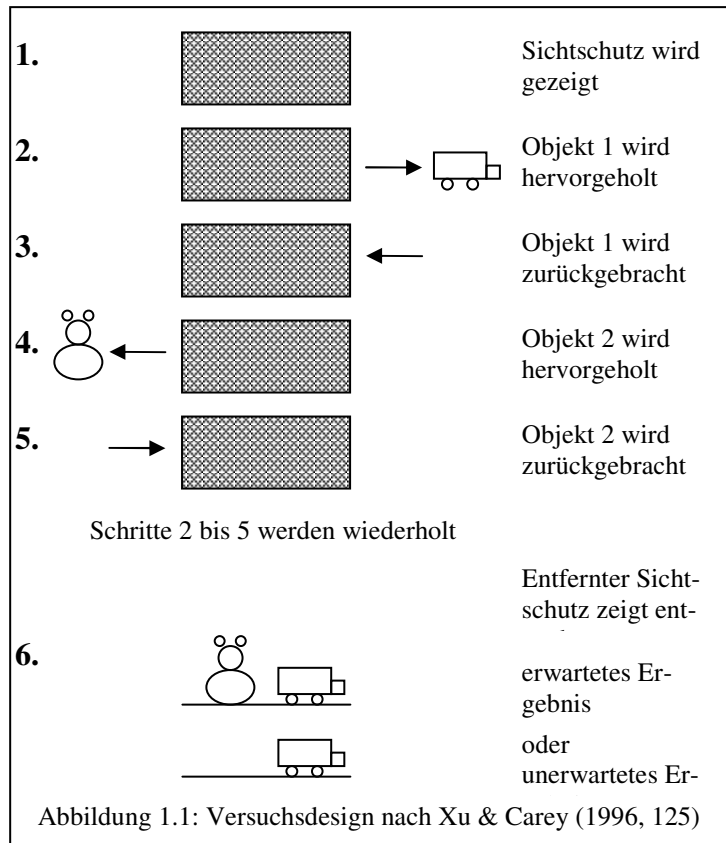 1.
Sichtschutz wird
gezeigt
2.
Objekt 1 wird
hervorgeholt
3.
Objekt 1 wird
zurückgebracht
4.
Objekt 2 wird
hervorgeholt
5.
Objekt 2 wird
zurückgebracht
Schritte 2 bis 5 werden wiederholt
6.
Entfernter Sicht-
schutz zeigt ent-
erwartetes Er-
gebnis
oder
unerwartetes Er-
Abbildung 1.1: Versuchsdesign nach Xu & Carey (1996, 125)